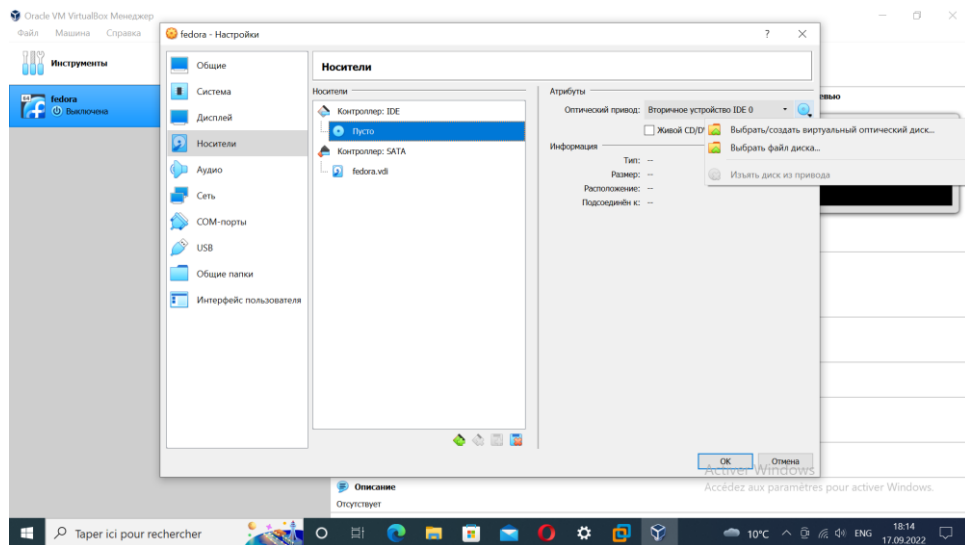 Oracle VM VirtualBox Менеджер
Файл Машина Справка
Инструменты
64
fedora
Выключена
fedora - Настройки
?
Общие
Система
Дисплей
Носители
Аудио
Сеть
COM-порты
USB
Общие папки
Интерфейс пользователя
Носители
Носители
Контроллер: IDE
Пусто
Контроллер: SATA
fedora.vdi
Атрибуты
Оптический привод: Вторичное устройство IDE 0
Живой CD/D
Выбрать/создать виртуальный оптический диск...
Выбрать файл диска...
Изъять диск из привода
Информация
Тип: --
Размер: --
Расположение: --
Подсоединён к: --
OK Отмена
Activer Windows
Accédez aux paramètres pour activer Windows.
Описание
Отсутствует
Taper ici pour rechercher
10°C
ENG
18:14
17.09.2022